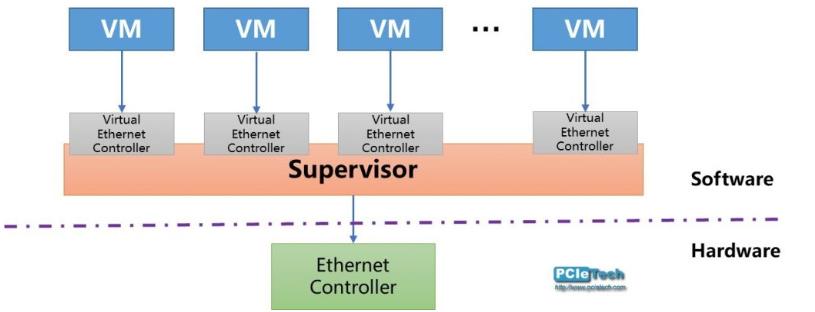 VM
VM
VM
...
VM
Virtual
Ethernet
Controller
Virtual
Ethernet
Controller
Virtual
Ethernet
Controller
Virtual
Ethernet
Controller
Supervisor
Software
Hardware
Ethernet
Controller
PCIeTech
http://www.pcietech.com